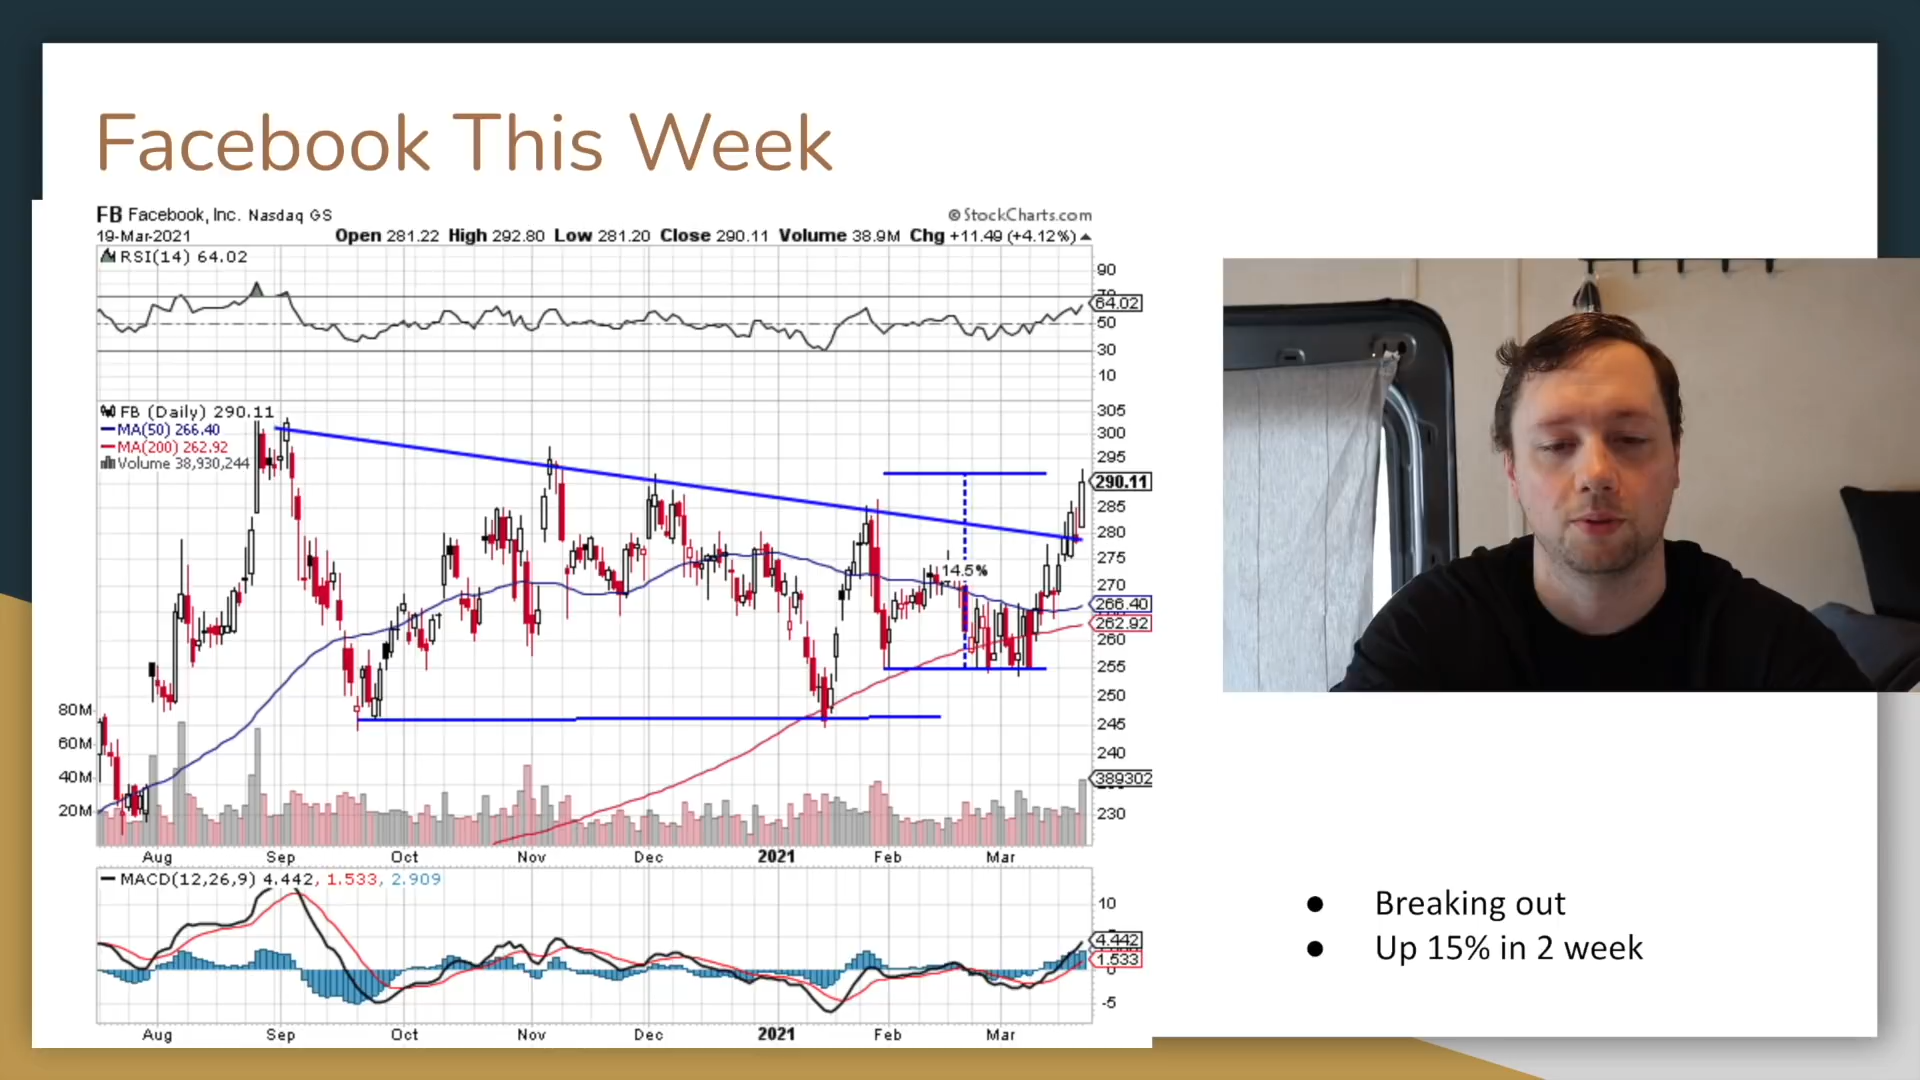 Facebook This Week
FB Facebook, Inc. Nasdaq GS
© StockCharts.com
19-Mar-2021
Open 281.22 High 292.80 Low 281.20 Close 290.11 Volume 38.9M Chg +11.49 (+4.12%)
RSI(14) 64.02
90
64.02
50
30
10
FB (Daily) 290.11
MA(50) 266.40
MA(200) 262.92
Volume 38,930,244
305
300
295
290.11
285
280
275
270
266.40
262.92
260
255
250
245
240
389302
230
14.5%
80M
60M
40M
20M
Aug Sep Oct Nov Dec 2021 Feb Mar
MACD(12,26,9) 4.442, 1.533, 2.909
10
4.442
1.533
-5
Aug Sep Oct Nov Dec 2021 Feb Mar
● Breaking out
● Up 15% in 2 week